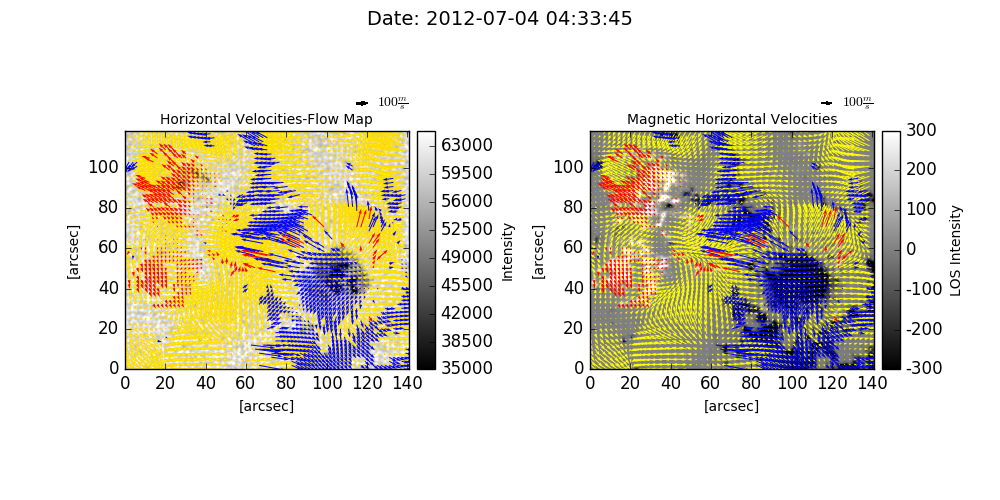 Date: 2012-07-04 04:33:45
100 m/s
100 m/s
Horizontal Velocities-Flow Map
Magnetic Horizontal Velocities
[arcsec]
100
80
60
40
20
0
0 20 40 60 80 100 120 140
[arcsec]
63000
59500
56000
52500
49000
45500
42000
38500
35000
Intensity
[arcsec]
100
80
60
40
20
0
0 20 40 60 80 100 120 140
[arcsec]
300
200
100
0
-100
-200
-300
LOS Intensity